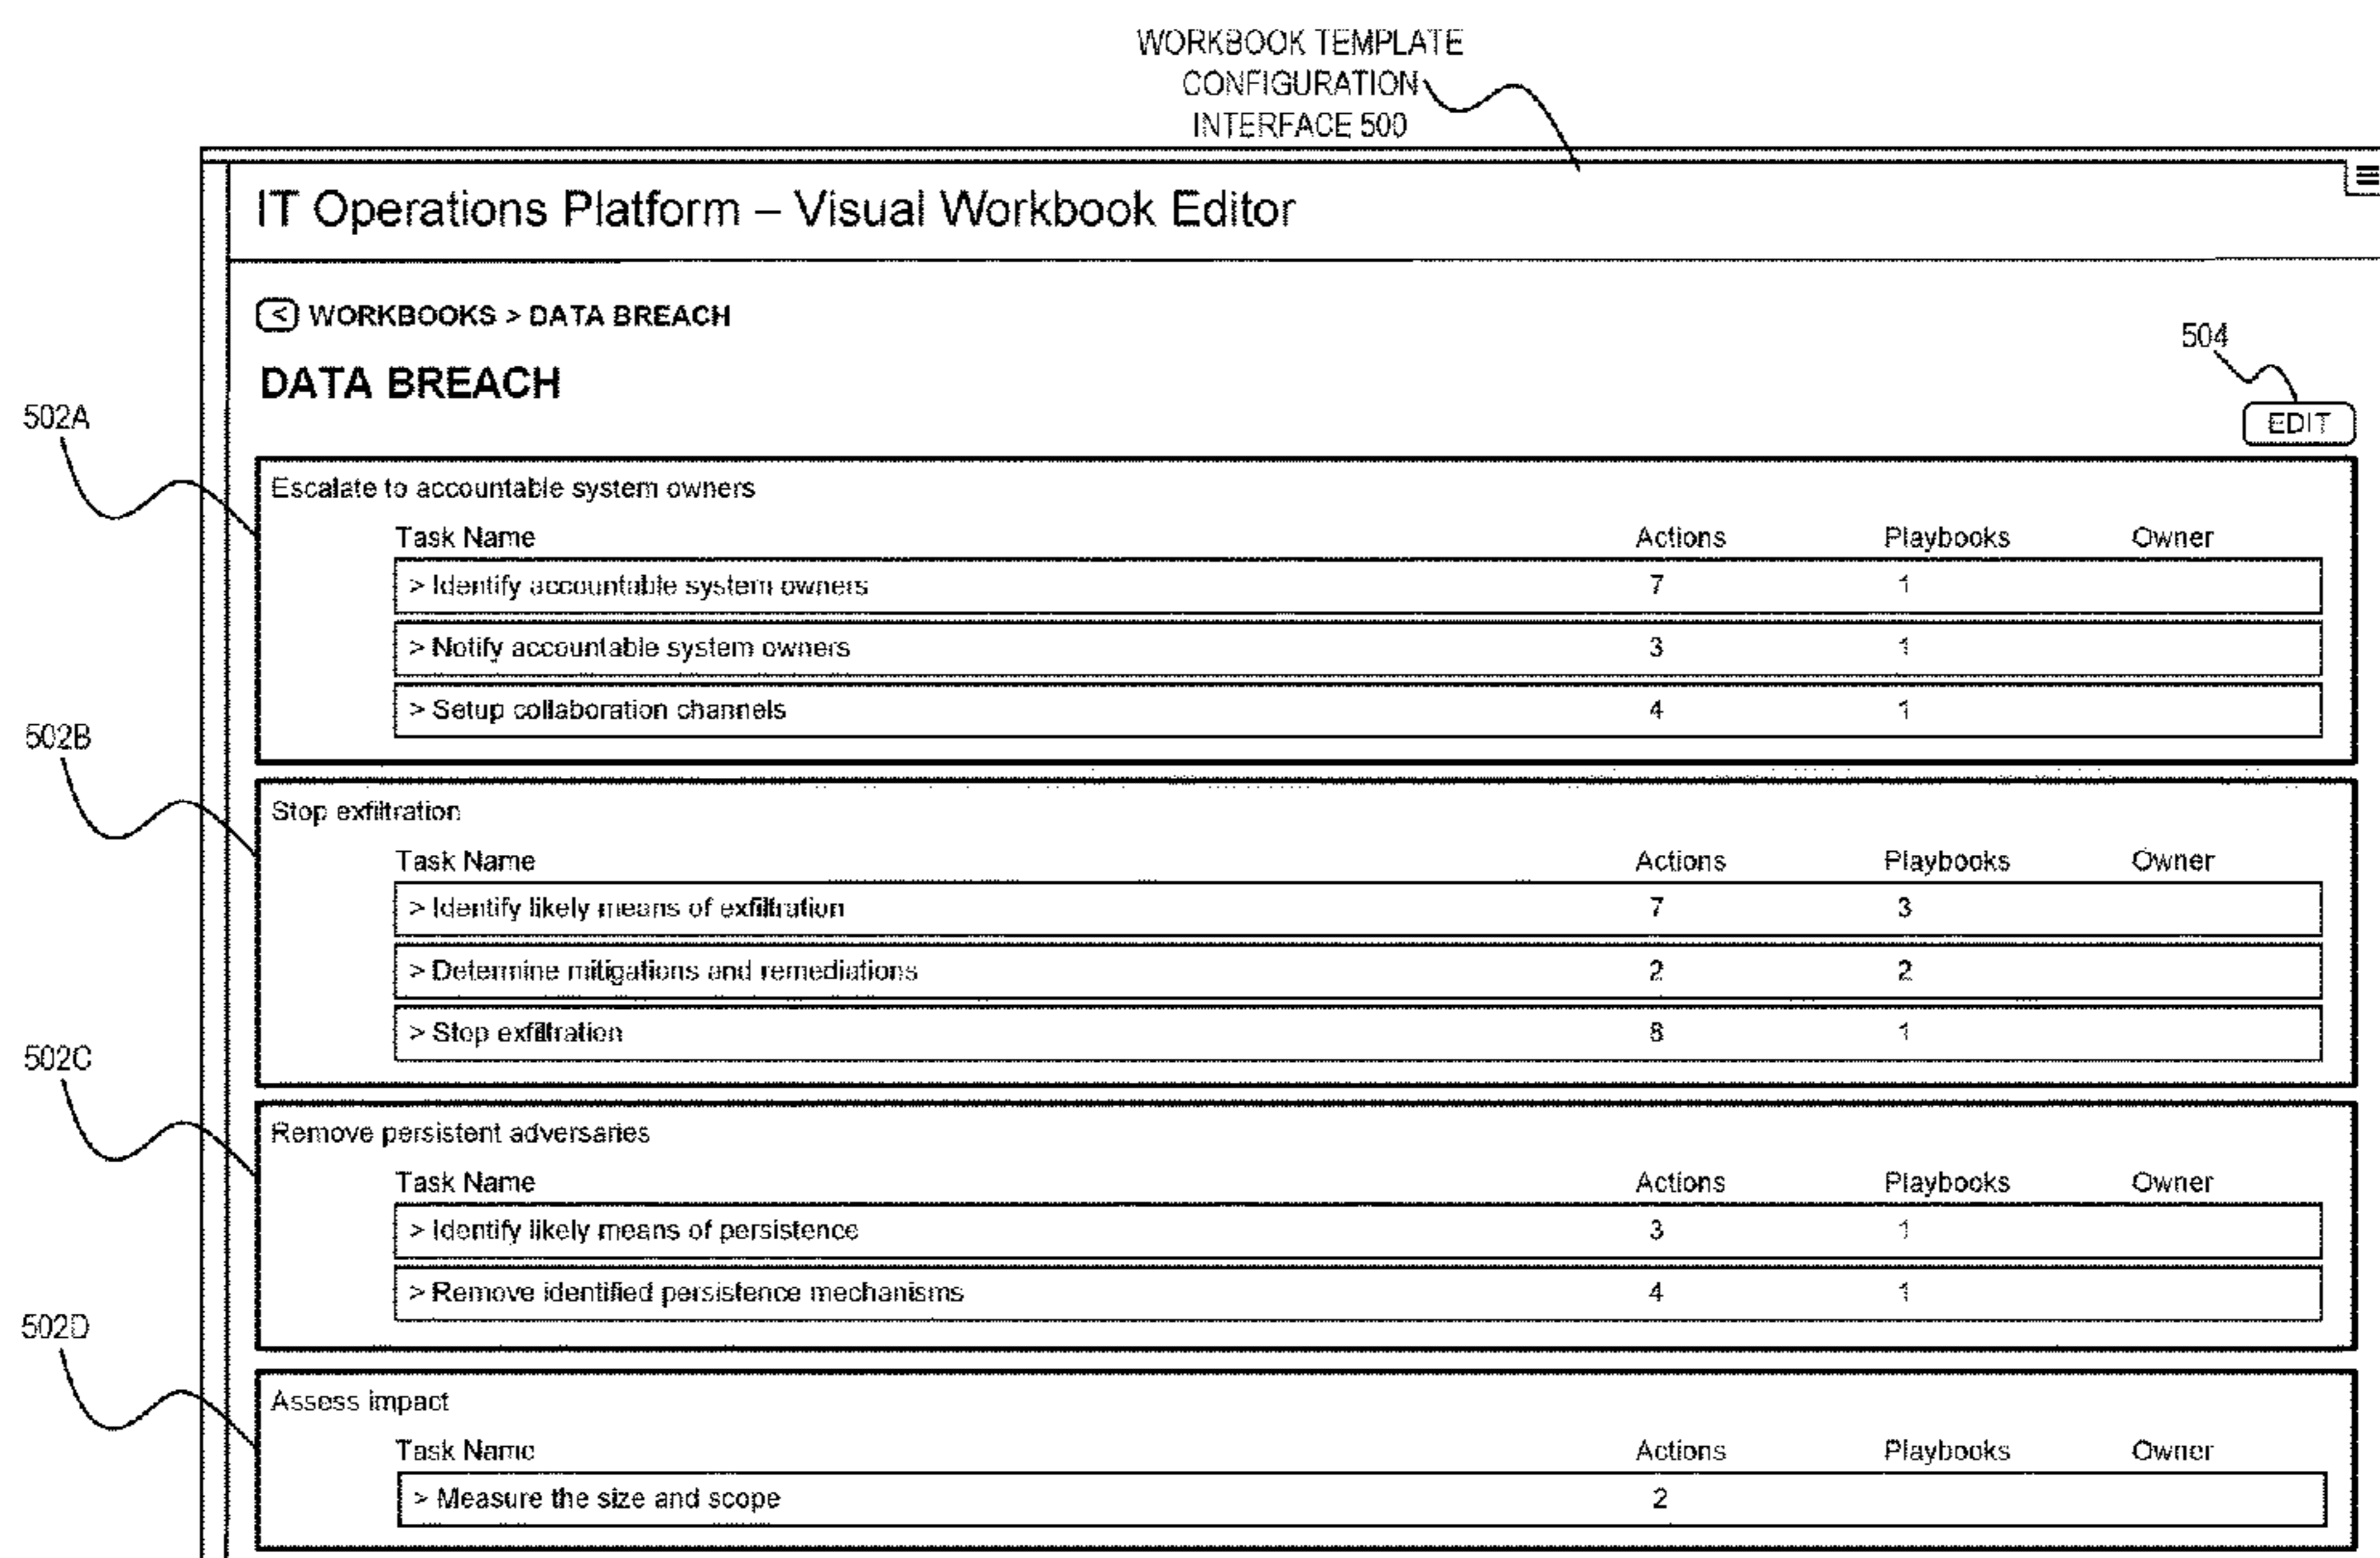 WORKBOOK TEMPLATE
CONFIGURATION
INTERFACE 500
IT Operations Platform – Visual Workbook Editor
< WORKBOOKS > DATA BREACH
504
DATA BREACH
502A
EDIT
Escalate to accountable system owners
Task Name Actions Playbooks Owner
> Identify accountable system owners 7 1
> Notify accountable system owners 3 1
> Setup collaboration channels 4 1
502B
Stop exfiltration
Task Name Actions Playbooks Owner
> Identify likely means of exfiltration 7 3
> Determine mitigations and remediations 2 2
> Stop exfiltration 8 1
502C
Remove persistent adversaries
Task Name Actions Playbooks Owner
> Identify likely means of persistence 3 1
> Remove identified persistence mechanisms 4 1
502D
Assess impact
Task Name Actions Playbooks Owner
> Measure the size and scope 2